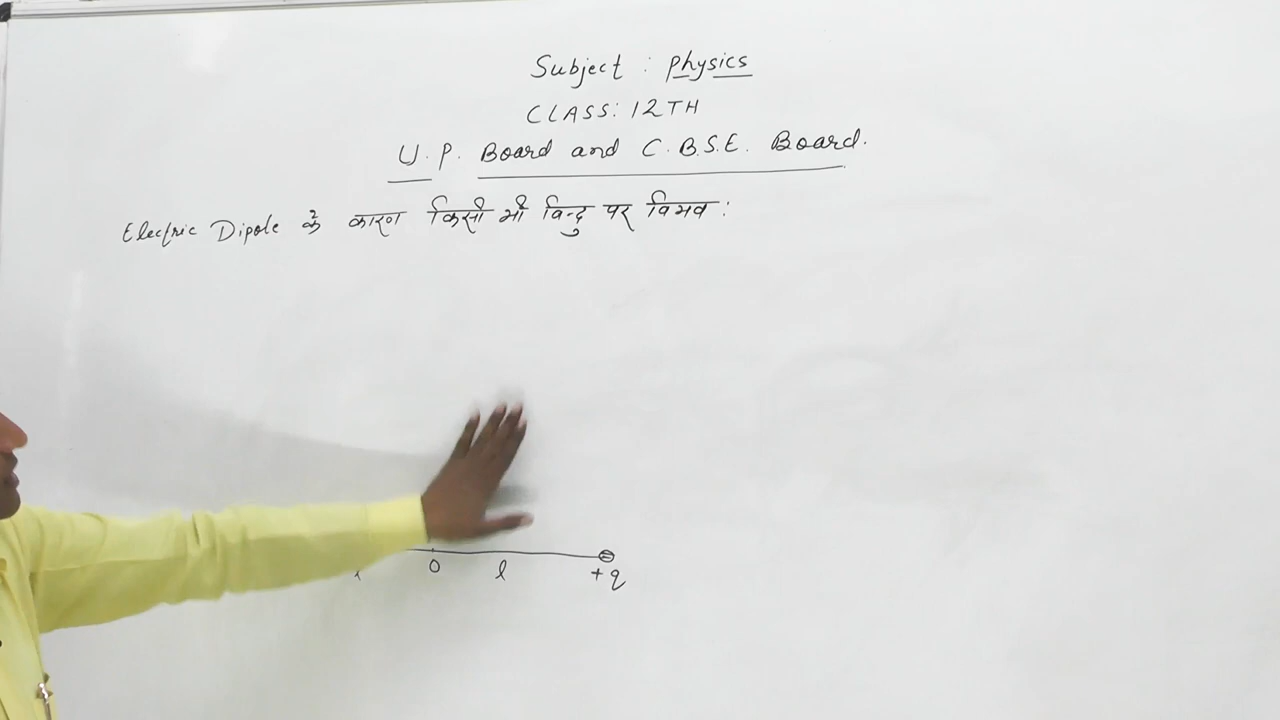 Subject : Physics
CLASS: 12TH
U.P. Board and C.B.S.E. Board.
Electric Dipole के कारण किसी भी विन्दु पर विभव :
O l +q